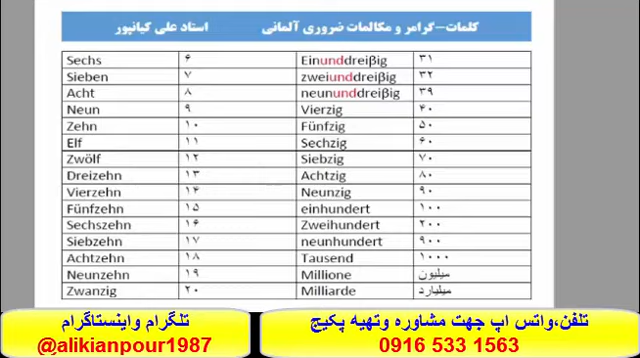 کلمات-گرامر و مکالمات ضروری آلمانی استاد علی کیانپور
Sechs ۶ Einunddreiβig ۳۱
Sieben ۷ zweiunddreiβig ۳۲
Acht ۸ neununddreiβig ۳۹
Neun ۹ Vierzig ۴۰
Zehn ۱۰ Fünfzig ۵۰
Elf ۱۱ Sechzig ۶۰
Zwölf ۱۲ Siebzig ۷۰
Dreizehn ۱۳ Achtzig ۸۰
Vierzehn ۱۴ Neunzig ۹۰
Fünfzehn ۱۵ einhundert ۱۰۰
Sechszehn ۱۶ Zweihundert ۲۰۰
Siebzehn ۱۷ neunhundert ۹۰۰
Achtzehn ۱۸ Tausend ۱۰۰۰
Neunzehn ۱۹ Millione میلیون
Zwanzig ۲۰ Milliarde میلیارد
تلفن،واتس اپ جهت مشاوره وتهیه پکیج
0916 533 1563
تلگرام واینستاگرام
@alikianpour1987